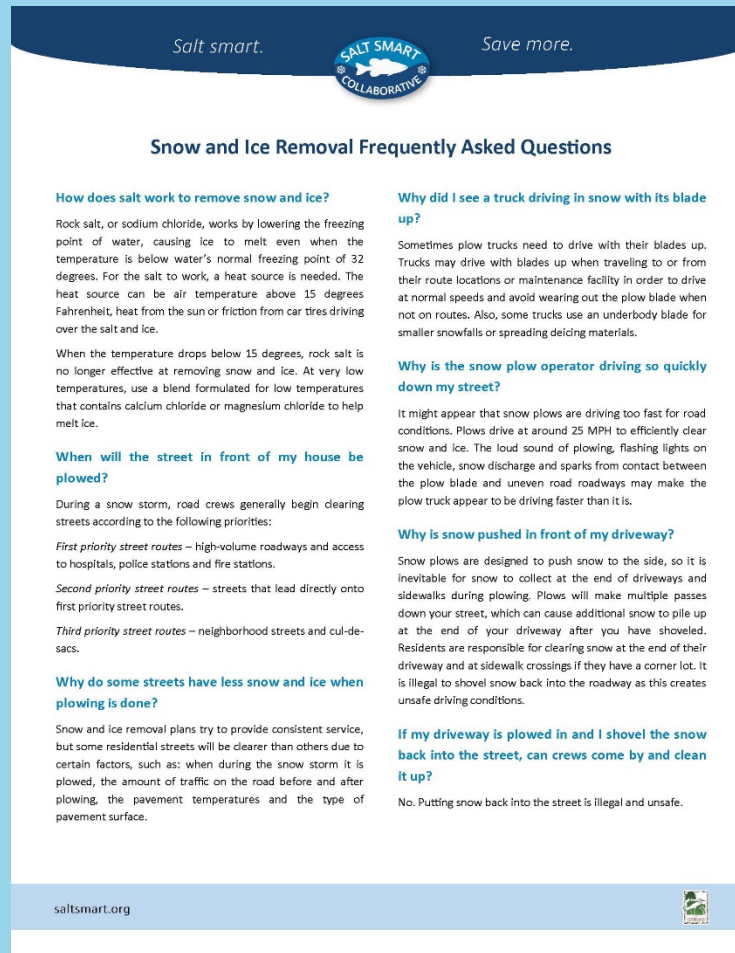 Salt smart.
SALT SMART
COLLABORATIVE
Save more.
Snow and Ice Removal Frequently Asked Questions
How does salt work to remove snow and ice?
Rock salt, or sodium chloride, works by lowering the freezing
point of water, causing ice to melt even when the
temperature is below water's normal freezing point of 32
degrees. For the salt to work, a heat source is needed. The
heat source can be air temperature above 15 degrees
Fahrenheit, heat from the sun or friction from car tires driving
over the salt and ice.
When the temperature drops below 15 degrees, rock salt is
no longer effective at removing snow and ice. At very low
temperatures, use a blend formulated for low temperatures
that contains calcium chloride or magnesium chloride to help
melt ice.
When will the street in front of my house be
plowed?
During a snow storm, road crews generally begin clearing
streets according to the following priorities:
First priority street routes – high-volume roadways and access
to hospitals, police stations and fire stations.
Second priority street routes – streets that lead directly onto
first priority street routes.
Third priority street routes – neighborhood streets and cul-de-
sacs.
Why do some streets have less snow and ice when
plowing is done?
Snow and ice removal plans try to provide consistent service,
but some residential streets will be clearer than others due to
certain factors, such as: when during the snow storm it is
plowed, the amount of traffic on the road before and after
plowing, the pavement temperatures and the type of
pavement surface.
Why did I see a truck driving in snow with its blade
up?
Sometimes plow trucks need to drive with their blades up.
Trucks may drive with blades up when traveling to or from
their route locations or maintenance facility in order to drive
at normal speeds and avoid wearing out the plow blade when
not on routes. Also, some trucks use an underbody blade for
smaller snowfalls or spreading deicing materials.
Why is the snow plow operator driving so quickly
down my street?
It might appear that snow plows are driving too fast for road
conditions. Plows drive at around 25 MPH to efficiently clear
snow and ice. The loud sound of plowing, flashing lights on
the vehicle, snow discharge and sparks from contact between
the plow blade and uneven road roadways may make the
plow truck appear to be driving faster than it is.
Why is snow pushed in front of my driveway?
Snow plows are designed to push snow to the side, so it is
inevitable for snow to collect at the end of driveways and
sidewalks during plowing. Plows will make multiple passes
down your street, which can cause additional snow to pile up
at the end of your driveway after you have shoveled.
Residents are responsible for clearing snow at the end of their
driveway and at sidewalk crossings if they have a corner lot. It
is illegal to shovel snow back into the roadway as this creates
unsafe driving conditions.
If my driveway is plowed in and I shovel the snow
back into the street, can crews come by and clean
it up?
No. Putting snow back into the street is illegal and unsafe.
saltsmart.org